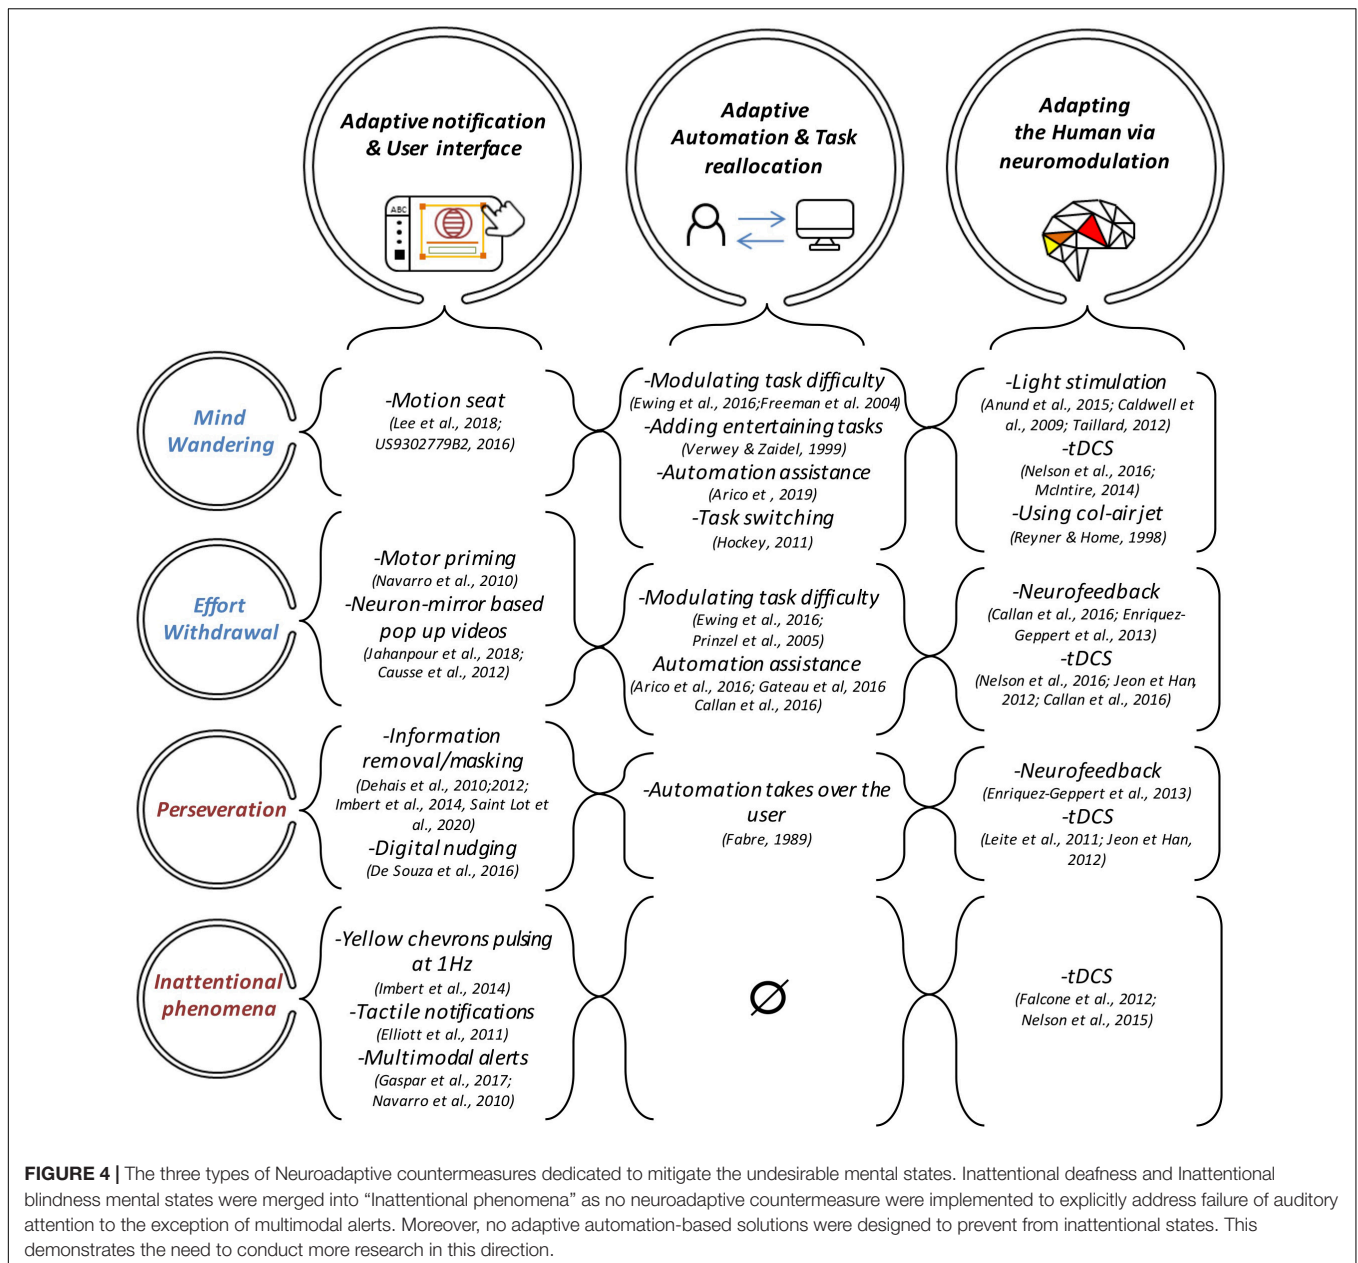 Adaptive notification
& User interface
ABC
Adaptive
Automation & Task
reallocation
Adapting
the Human via
neuromodulation
Mind
Wandering
-Motion seat
(Lee et al., 2018;
US9302779B2, 2016)
-Modulating task difficulty
(Ewing et al., 2016;Freeman et al. 2004)
-Adding entertaining tasks
(Verwey & Zaidel, 1999)
-Automation assistance
(Arico et , 2019)
-Task switching
(Hockey, 2011)
-Light stimulation
(Anund et al., 2015; Caldwell et
al., 2009; Taillard, 2012)
-tDCS
(Nelson et al., 2016;
McIntire, 2014)
-Using col-air jet
(Reyner & Home, 1998)
Effort
Withdrawal
-Motor priming
(Navarro et al., 2010)
-Neuron-mirror based
pop up videos
(Jahanpour et al., 2018;
Causse et al., 2012)
-Modulating task difficulty
(Ewing et al., 2016;
Prinzel et al., 2005)
Automation assistance
(Arico et al., 2016; Gateau et al, 2016
Callan et al., 2016)
-Neurofeedback
(Callan et al., 2016; Enriquez-
Geppert et al., 2013)
-tDCS
(Nelson et al., 2016; Jeon et Han,
2012; Callan et al., 2016)
Perseveration
-Information
removal/masking
(Dehais et al., 2010;2012;
Imbert et al., 2014, Saint Lot et
al., 2020)
-Digital nudging
(De Souza et al., 2016)
-Automation takes over the
user
(Fabre, 1989)
-Neurofeedback
(Enriquez-Geppert et al., 2013)
-tDCS
(Leite et al., 2011; Jeon et Han,
2012)
Inattentional
phenomena
-Yellow chevrons pulsing
at 1Hz
(Imbert et al., 2014)
-Tactile notifications
(Elliott et al., 2011)
-Multimodal alerts
(Gaspar et al., 2017;
Navarro et al., 2010)
Ø
-tDCS
(Falcone et al., 2012;
Nelson et al., 2015)
FIGURE 4 | The three types of Neuroadaptive countermeasures dedicated to mitigate the undesirable mental states. Inattentional deafness and Inattentional
blindness mental states were merged into “Inattentional phenomena” as no neuroadaptive countermeasure were implemented to explicitly address failure of auditory
attention to the exception of multimodal alerts. Moreover, no adaptive automation-based solutions were designed to prevent from inattentional states. This
demonstrates the need to conduct more research in this direction.